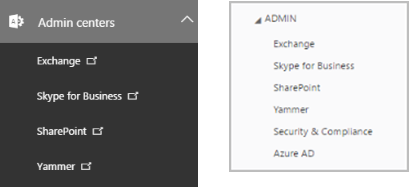 Admin centers
Exchange
Skype for Business
SharePoint
Yammer
ADMIN
Exchange
Skype for Business
SharePoint
Yammer
Security & Compliance
Azure AD